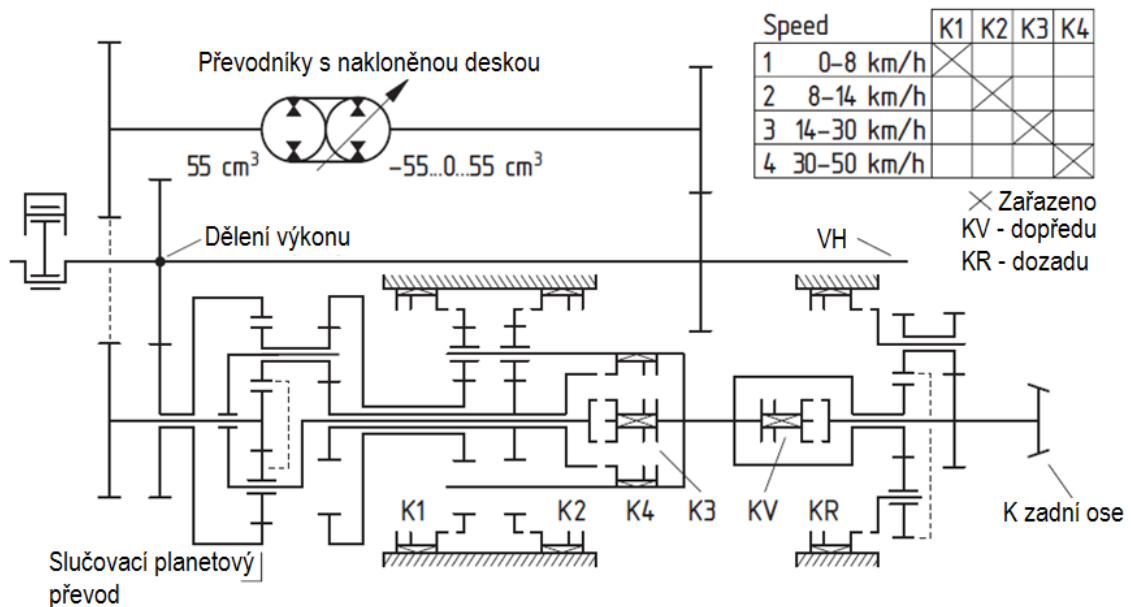 Převodníky s nakloněnou deskou
55 cm³
-55...0...55 cm³
Speed K1 K2 K3 K4
1 0-8 km/h
2 8-14 km/h
3 14-30 km/h
4 30-50 km/h
Zařazeno
KV - dopředu
KR - dozadu
Dělení výkonu
VH
K1 K2 K4 K3 KV KR
K zadní ose
Slučovací planetový
převod